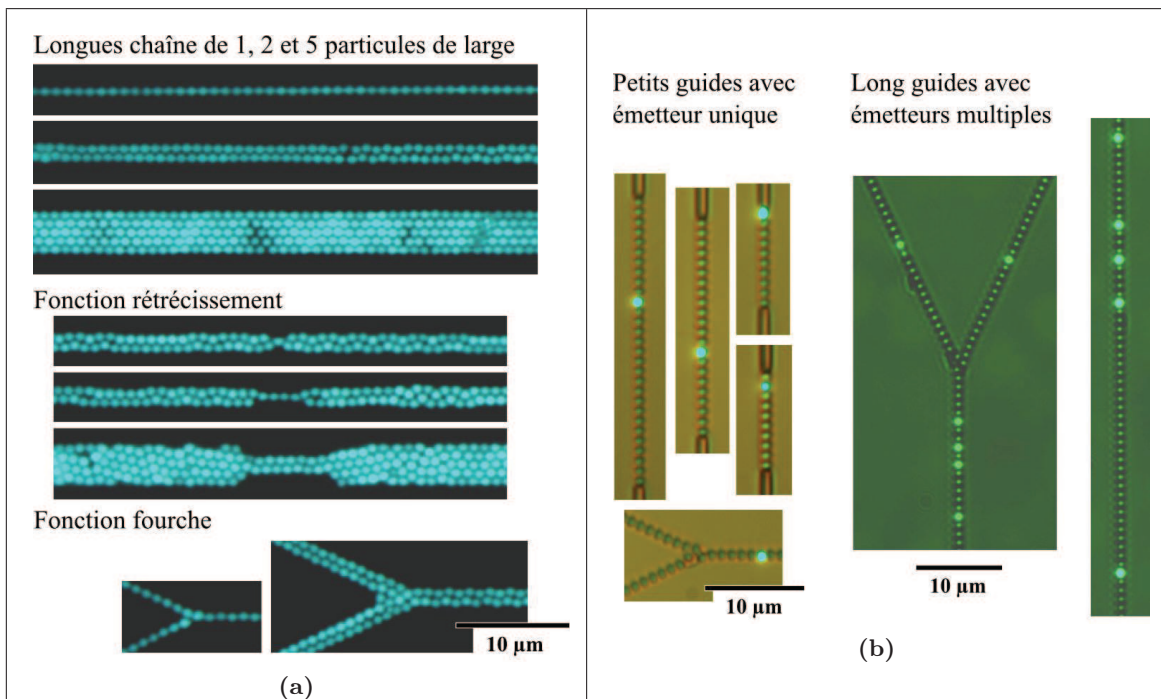 Longues chaîne de 1, 2 et 5 particules de large
Fonction rétrécissement
Fonction fourche
10 µm
(a)
Petits guides avec
émetteur unique
Long guides avec
émetteurs multiples
10 µm
10 µm
(b)